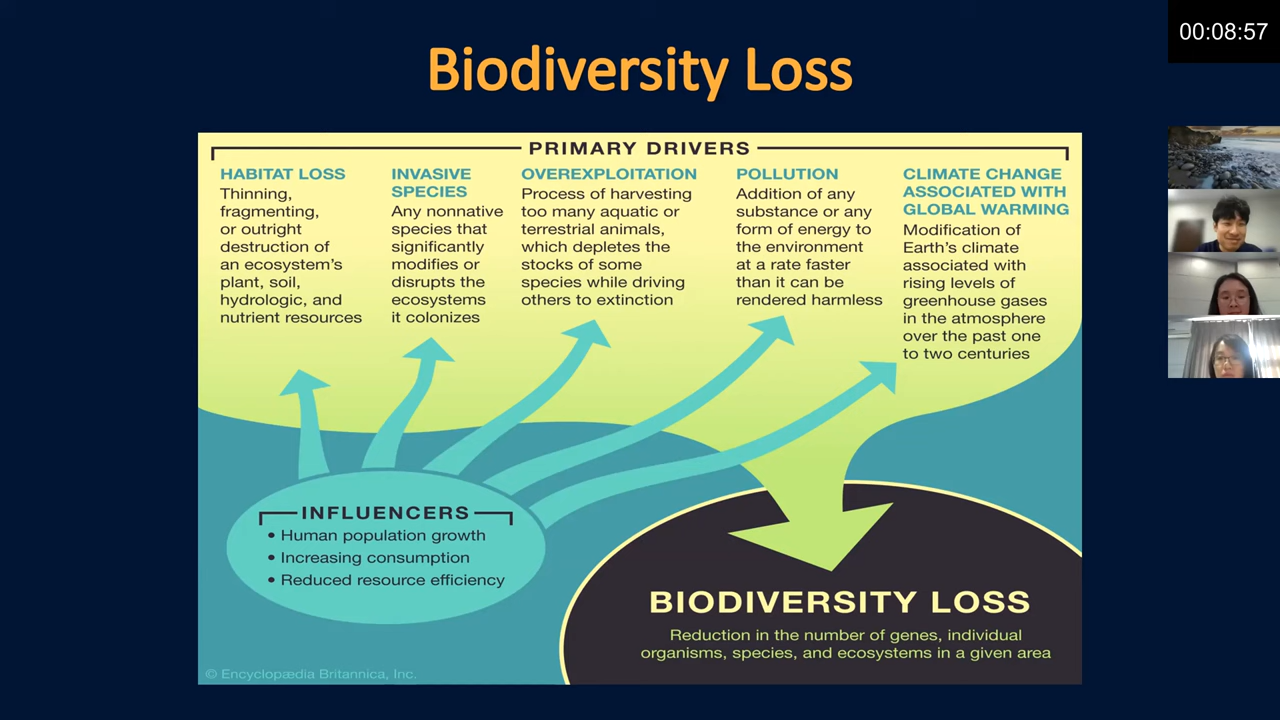 Biodiversity Loss
00:08:57
PRIMARY DRIVERS
HABITAT LOSS
Thinning,
fragmenting,
or outright
destruction of
an ecosystem's
plant, soil,
hydrologic, and
nutrient resources
INVASIVE
SPECIES
Any nonnative
species that
significantly
modifies or
disrupts the
ecosystems
it colonizes
OVEREXPLOITATION
Process of harvesting
too many aquatic or
terrestrial animals,
which depletes the
stocks of some
species while driving
others to extinction
POLLUTION
Addition of any
substance or any
form of energy to
the environment
at a rate faster
than it can be
rendered harmless
CLIMATE CHANGE
ASSOCIATED WITH
GLOBAL WARMING
Modification of
Earth's climate
associated with
rising levels of
greenhouse gases
in the atmosphere
over the past one
to two centuries
INFLUENCERS
• Human population growth
• Increasing consumption
• Reduced resource efficiency
BIODIVERSITY LOSS
Reduction in the number of genes, individual
organisms, species, and ecosystems in a given area
© Encyclopædia Britannica, Inc.